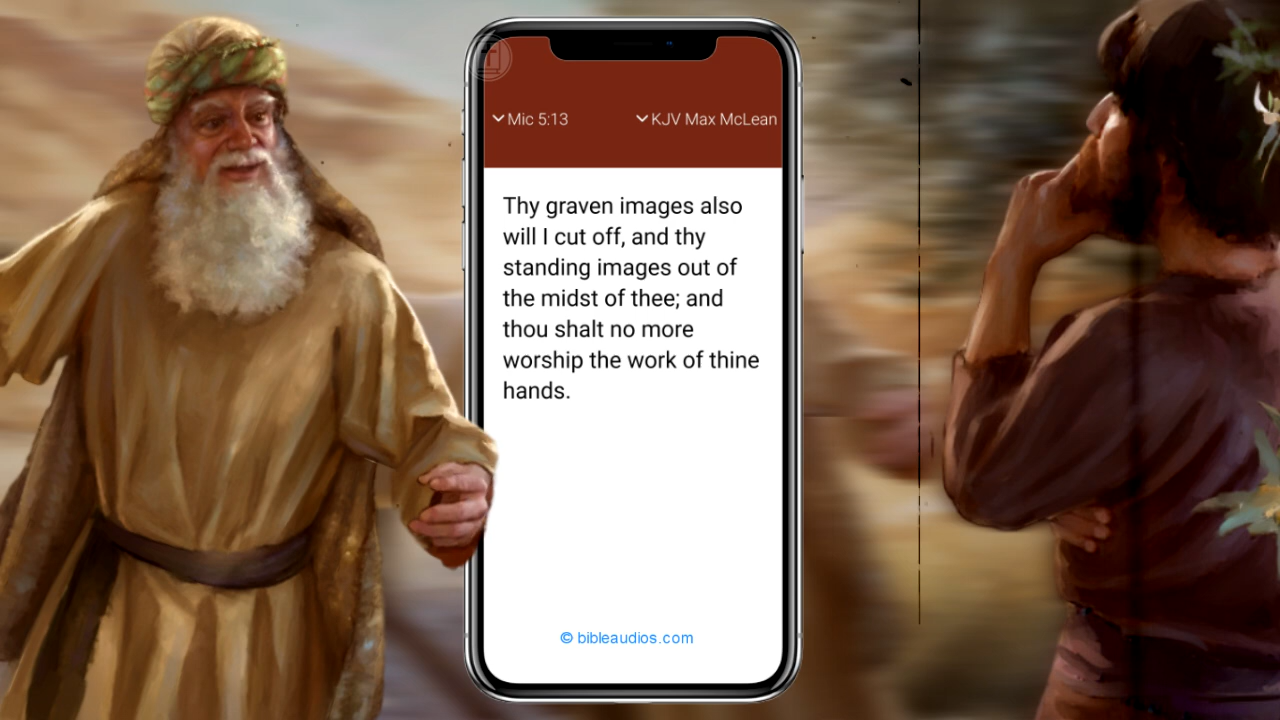 Mic 5:13
KJV Max McLean
Thy graven images also
will I cut off, and thy
standing images out of
the midst of thee; and
thou shalt no more
worship the work of thine
hands.
© bibleaudios.com